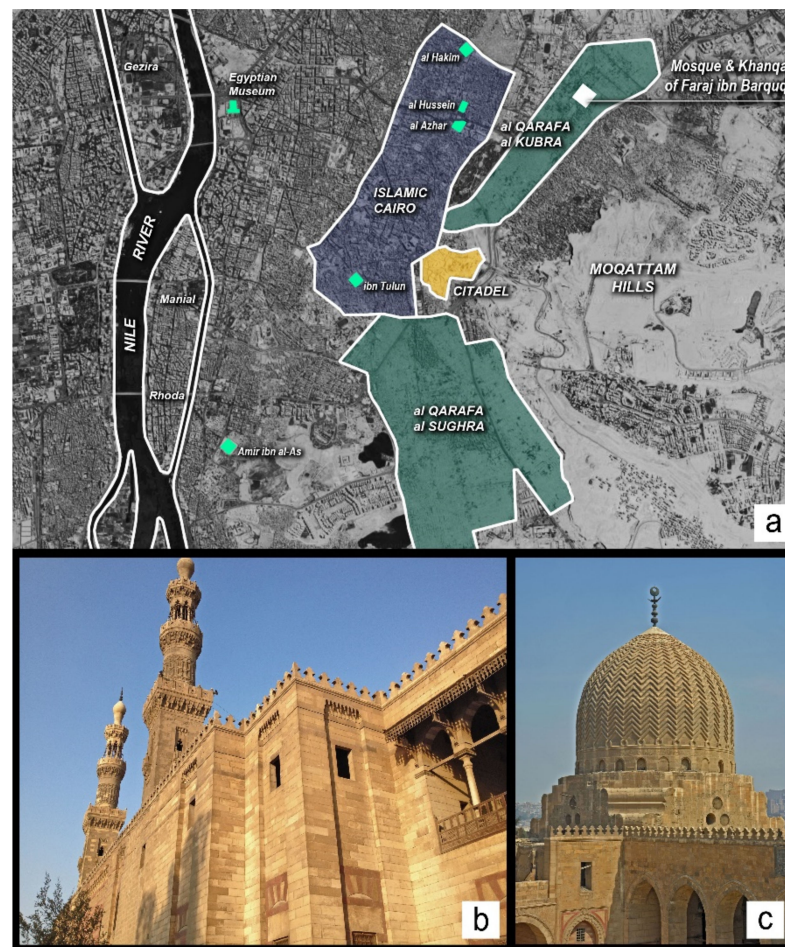 Gezira
Egyptian
Museum
al Hakim
al Hussein
al Azhar
al QARAFA
al KUBRA
Mosque & Khanqa
of Faraj ibn Barquq
ISLAMIC
CAIRO
RIVER
NILE
Manial
Rhoda
ibn Tulun
CITADEL
MOQATTAM
HILLS
al QARAFA
al SUGHRA
Amir ibn al-As
a
b
c